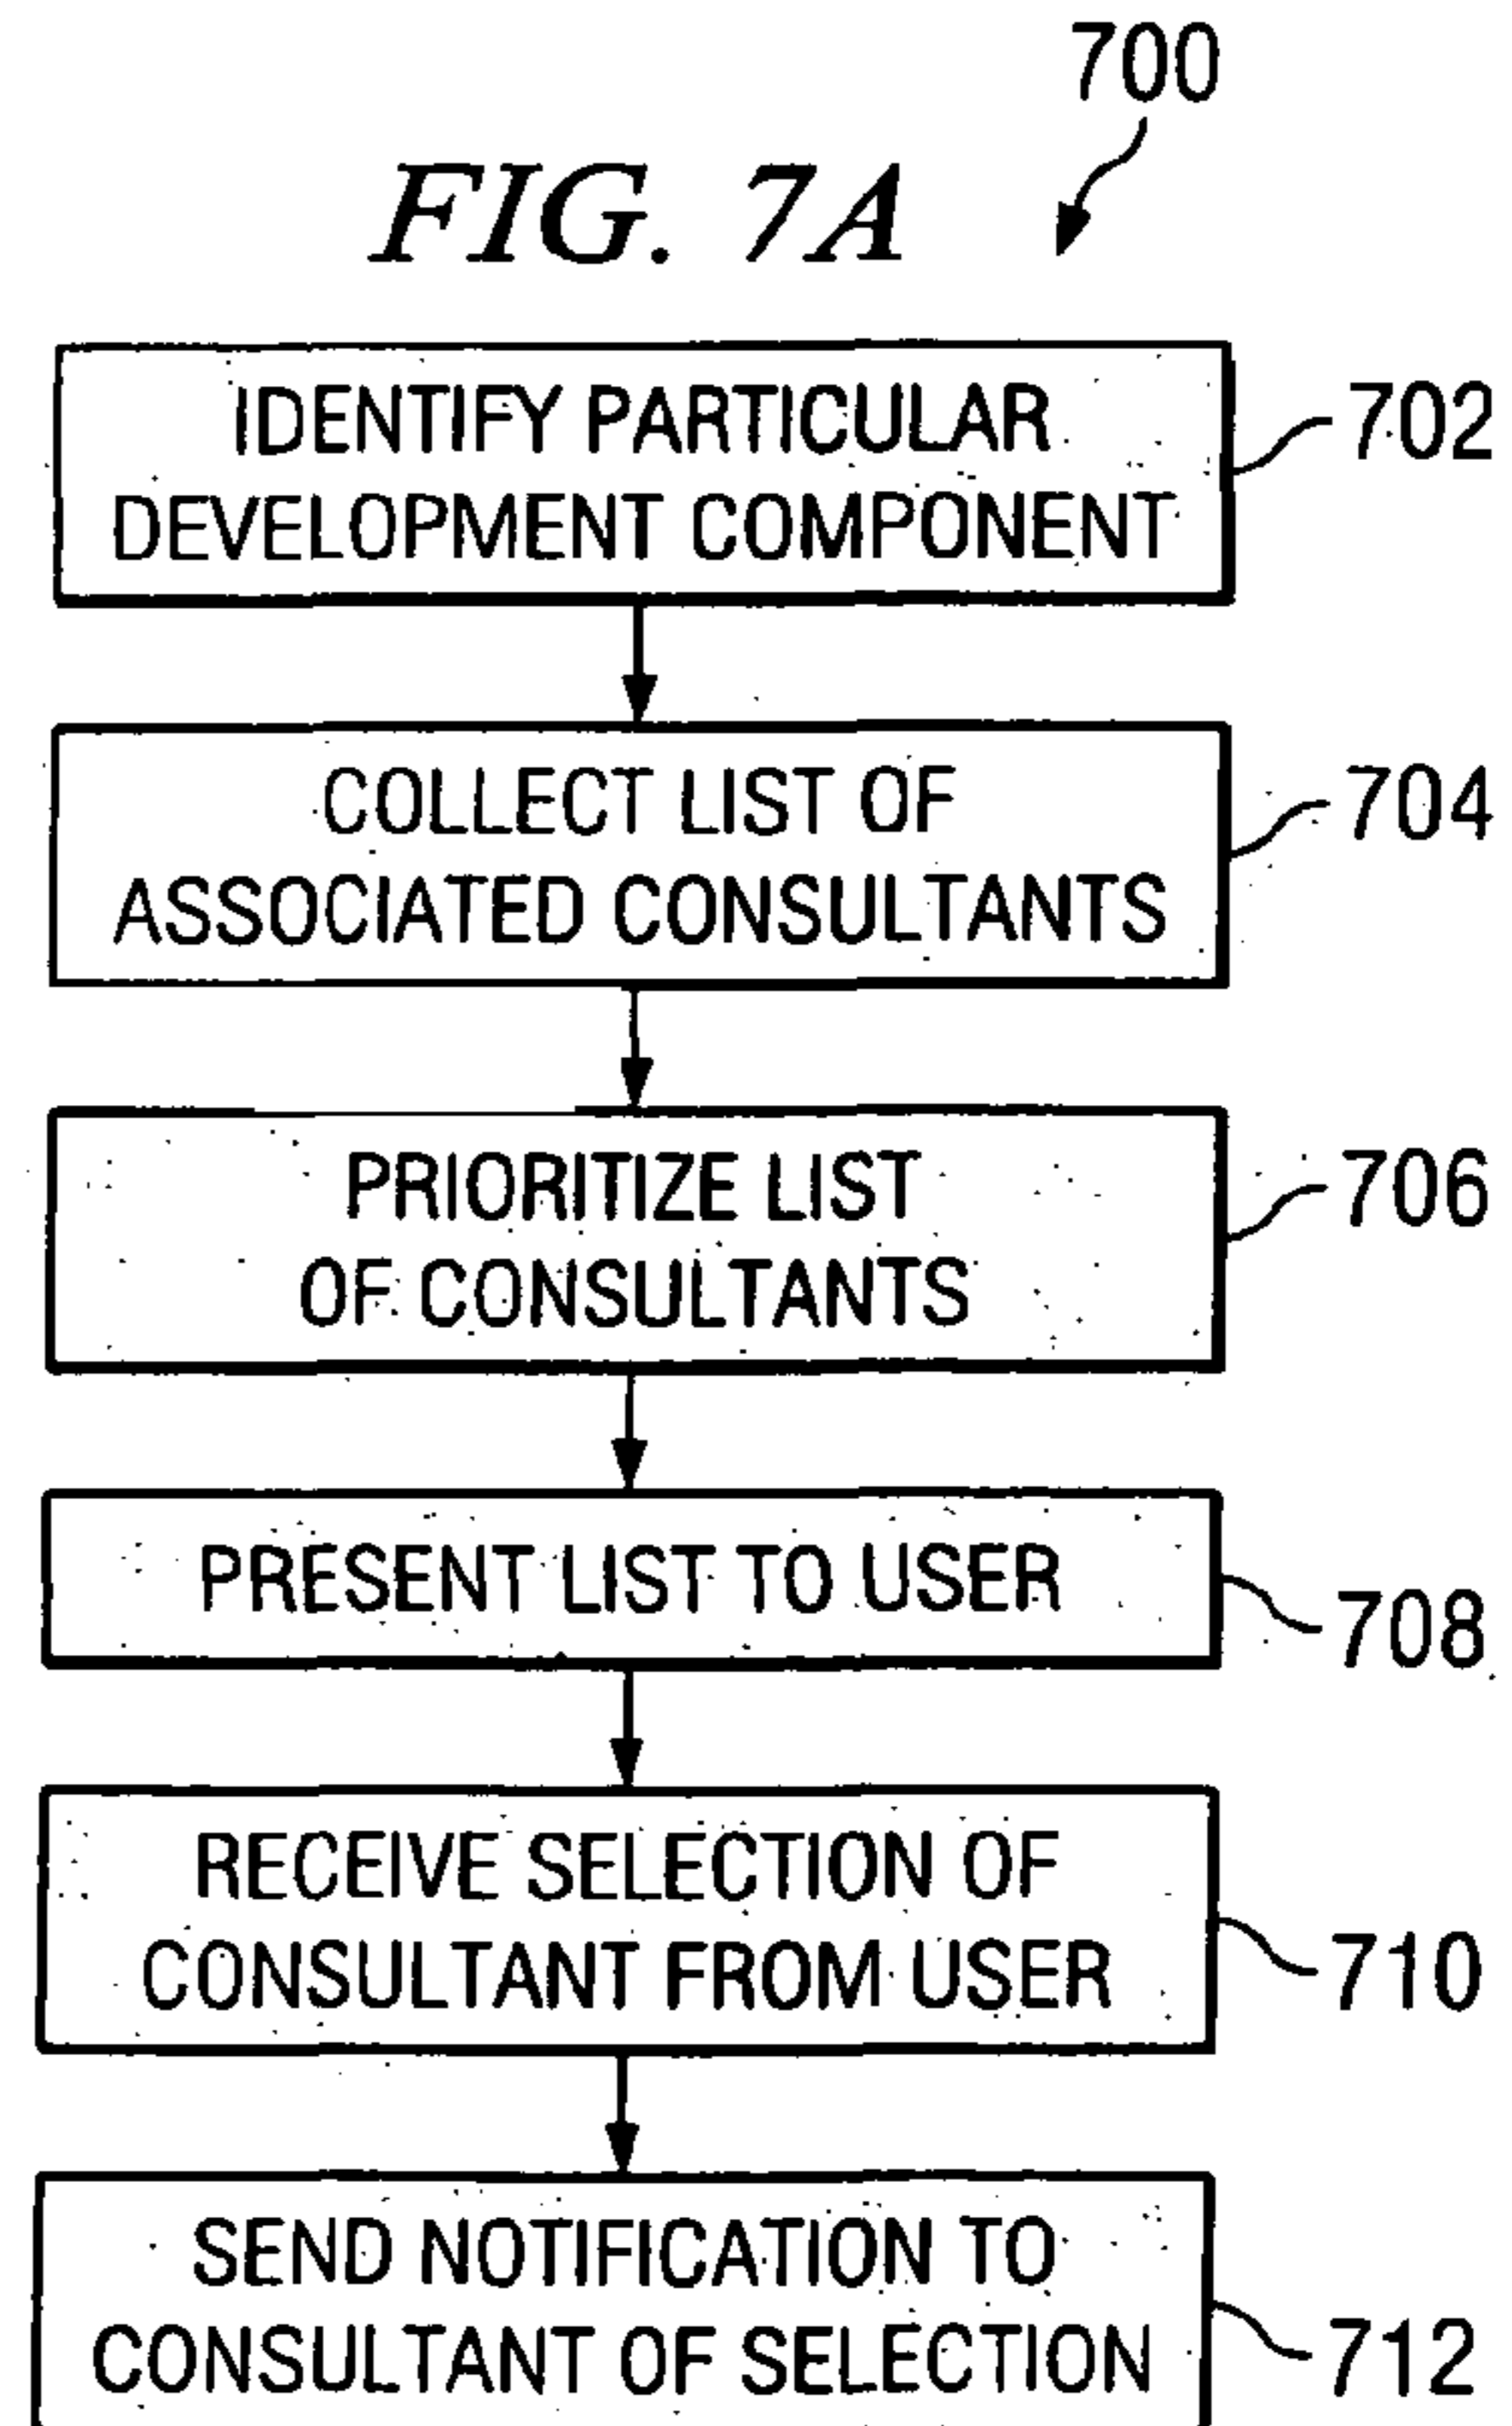 700
FIG. 7A
IDENTIFY PARTICULAR
DEVELOPMENT COMPONENT
702
COLLECT LIST OF
ASSOCIATED CONSULTANTS
704
PRIORITIZE LIST
OF CONSULTANTS
706
PRESENT LIST TO USER
708
RECEIVE SELECTION OF
CONSULTANT FROM USER
710
SEND NOTIFICATION TO
CONSULTANT OF SELECTION
712